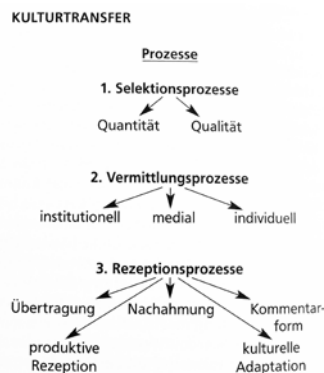 KULTURTRANSFER
Prozesse
1. Selektionsprozesse
Quantität Qualität
2. Vermittlungsprozesse
institutionell medial individuell
3. Rezeptionsprozesse
Übertragung Nachahmung Kommentar-
form
produktive kulturelle
Rezeption Adaptation